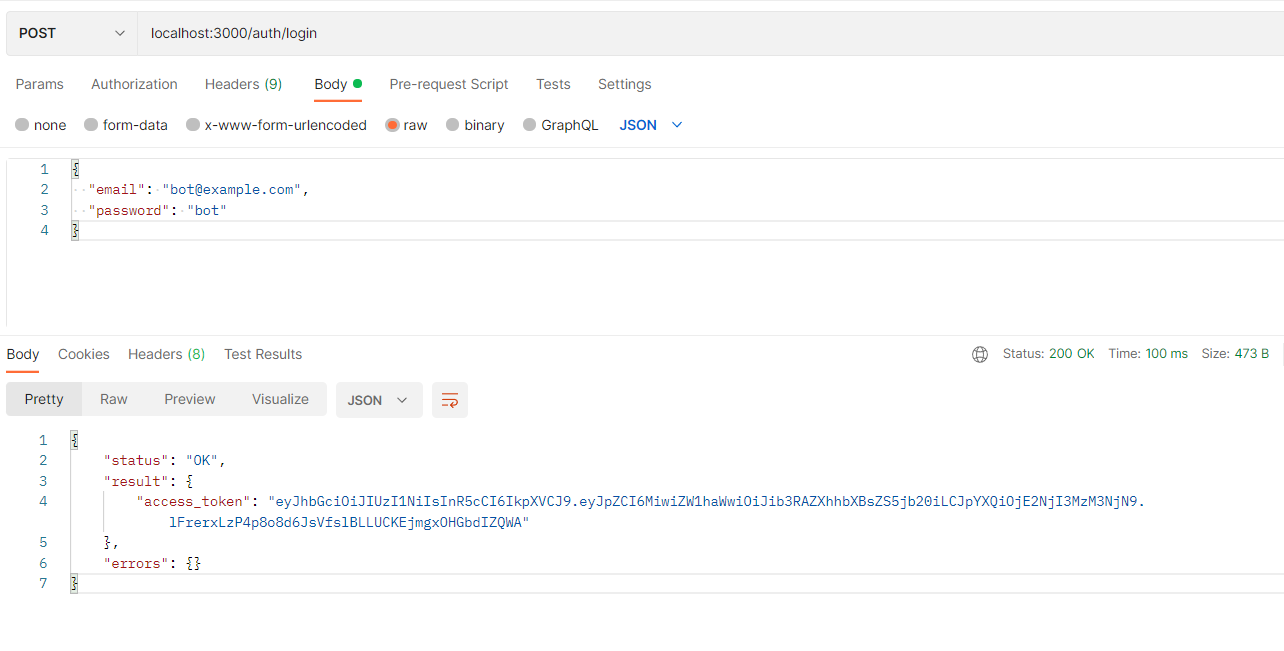 POST localhost:3000/auth/login
Params Authorization Headers (9) Body Pre-request Script Tests Settings
none form-data x-www-form-urlencoded raw binary GraphQL JSON
1 {
2 "email": "bot@example.com",
3 "password": "bot"
4 }
Body Cookies Headers (8) Test Results Status: 200 OK Time: 100 ms Size: 473 B
Pretty Raw Preview Visualize JSON
1 {
2 "status": "OK",
3 "result": {
4 "access_token": "eyJhbGciOiJIUzI1NiIsInR5cCI6IkpXVCJ9.eyJpZCI6MiwiZW1haWwiOiJib3RAZXhhbXBsZS5jb20iLCJpYXQiOjE2NjI3MzM3NjN9.
lFrerxLzP4p8o8d6JsVfslBLLUCKEjmgxOHGbdIZQWA"
5 },
6 "errors": {}
7 }